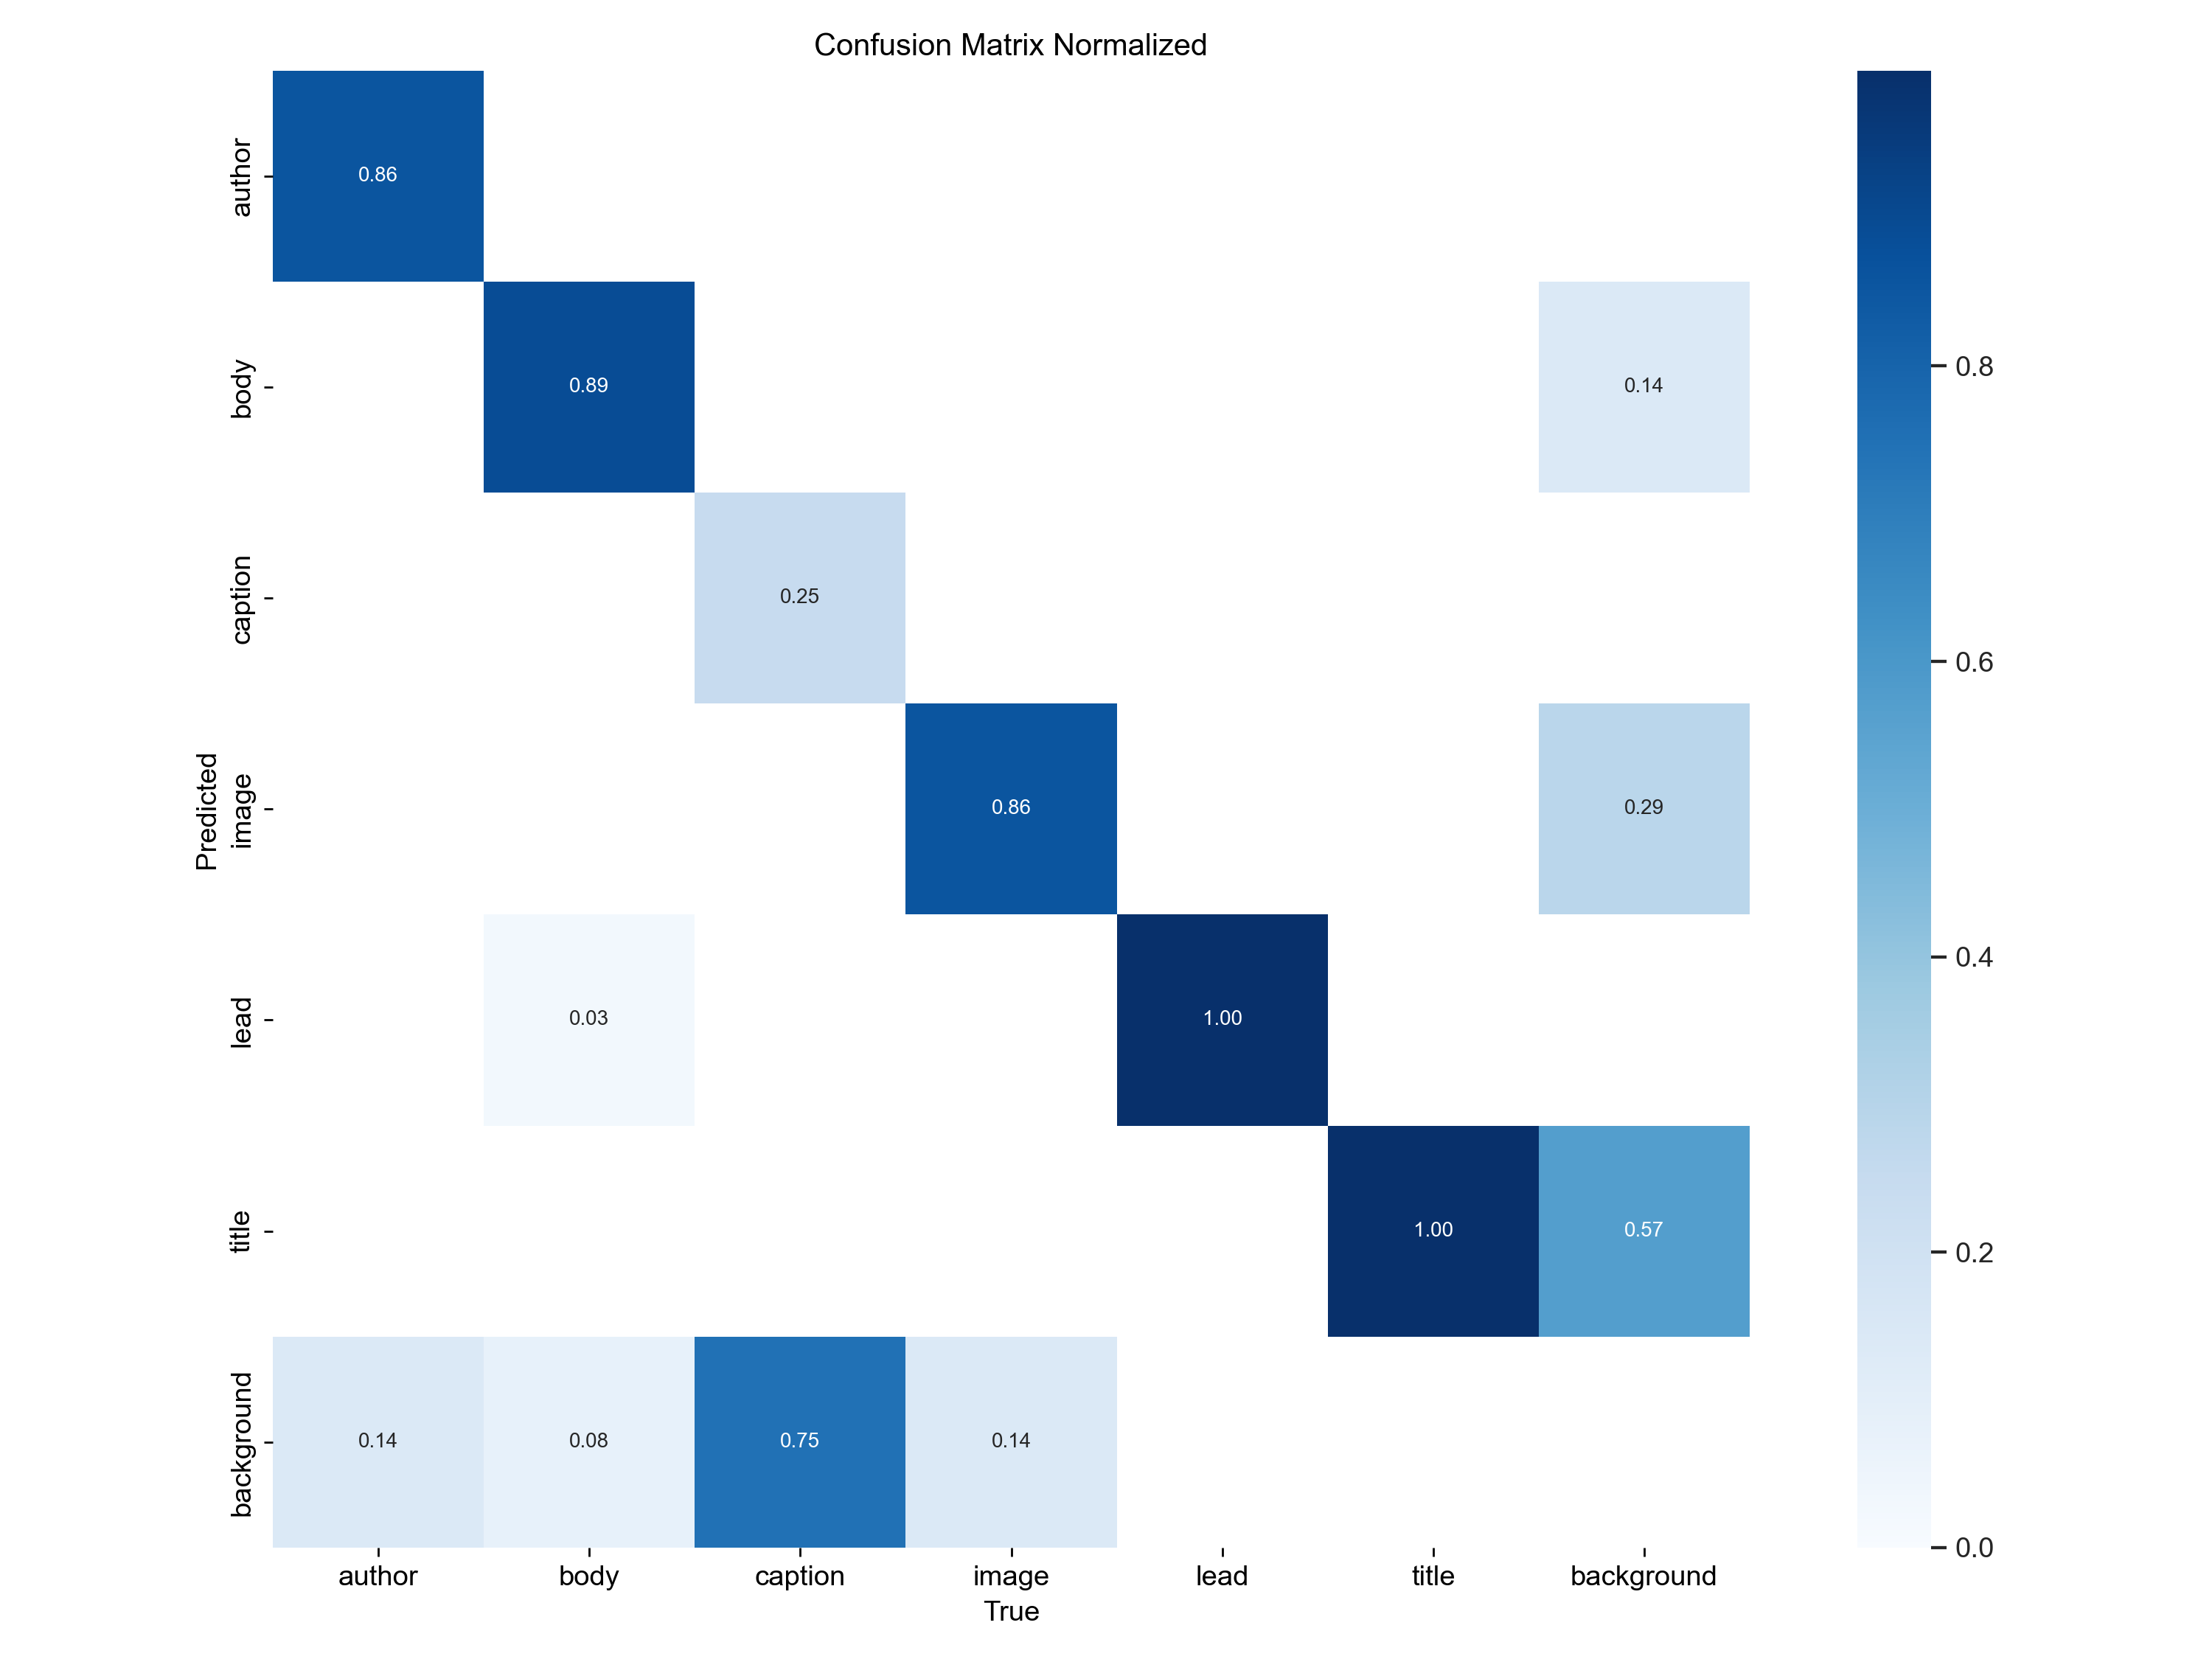 Confusion Matrix Normalized
author
0.86
body
0.89
0.14
0.8
caption
0.25
0.6
Predicted
image
0.86
0.29
0.4
lead
0.03
1.00
title
1.00
0.57
0.2
background
0.14
0.08
0.75
0.14
0.0
author body caption image lead title background
True